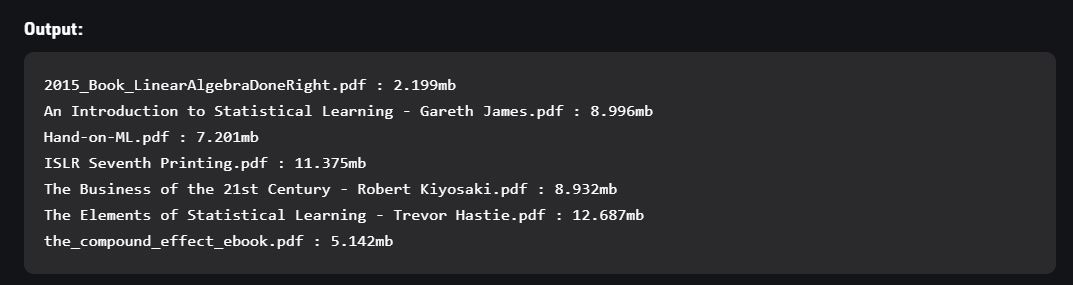 Output:
2015_Book_LinearAlgebraDoneRight.pdf : 2.199mb
An Introduction to Statistical Learning - Gareth James.pdf : 8.996mb
Hand-on-ML.pdf : 7.201mb
ISLR Seventh Printing.pdf : 11.375mb
The Business of the 21st Century - Robert Kiyosaki.pdf : 8.932mb
The Elements of Statistical Learning - Trevor Hastie.pdf : 12.687mb
the_compound_effect_ebook.pdf : 5.142mb